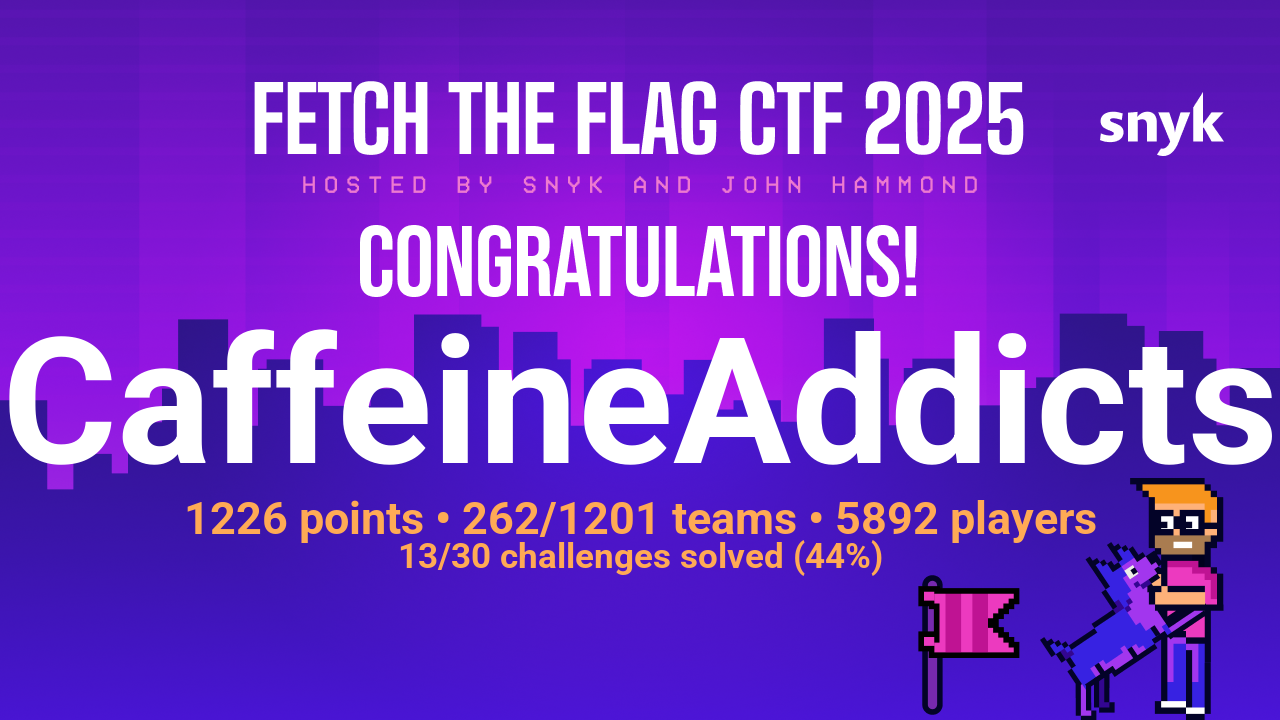 FETCH THE FLAG CTF 2025
snyk
HOSTED BY SNYK AND JOHN HAMMOND
CONGRATULATIONS!
CaffeineAddicts
1226 points • 262/1201 teams • 5892 players
13/30 challenges solved (44%)